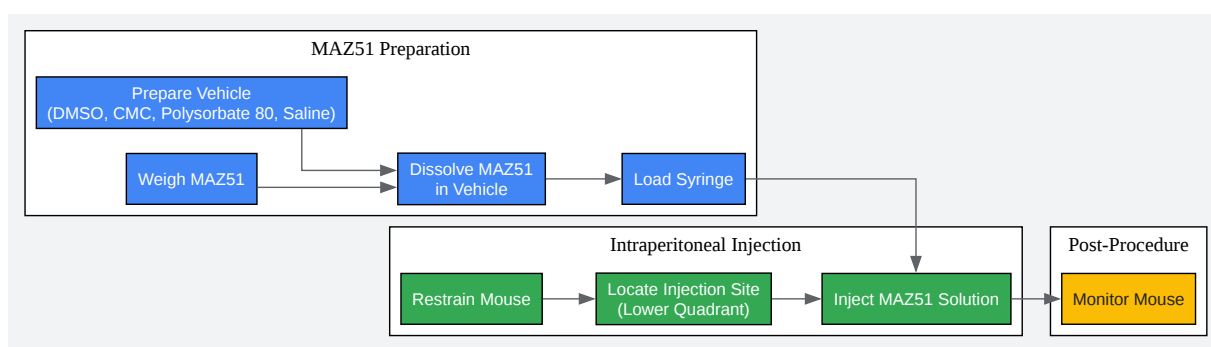 MAZ51 Preparation
Prepare Vehicle
(DMSO, CMC, Polysorbate 80, Saline)
Weigh MAZ51
Dissolve MAZ51
in Vehicle
Load Syringe
Intraperitoneal Injection
Restrain Mouse
Locate Injection Site
(Lower Quadrant)
Inject MAZ51 Solution
Post-Procedure
Monitor Mouse